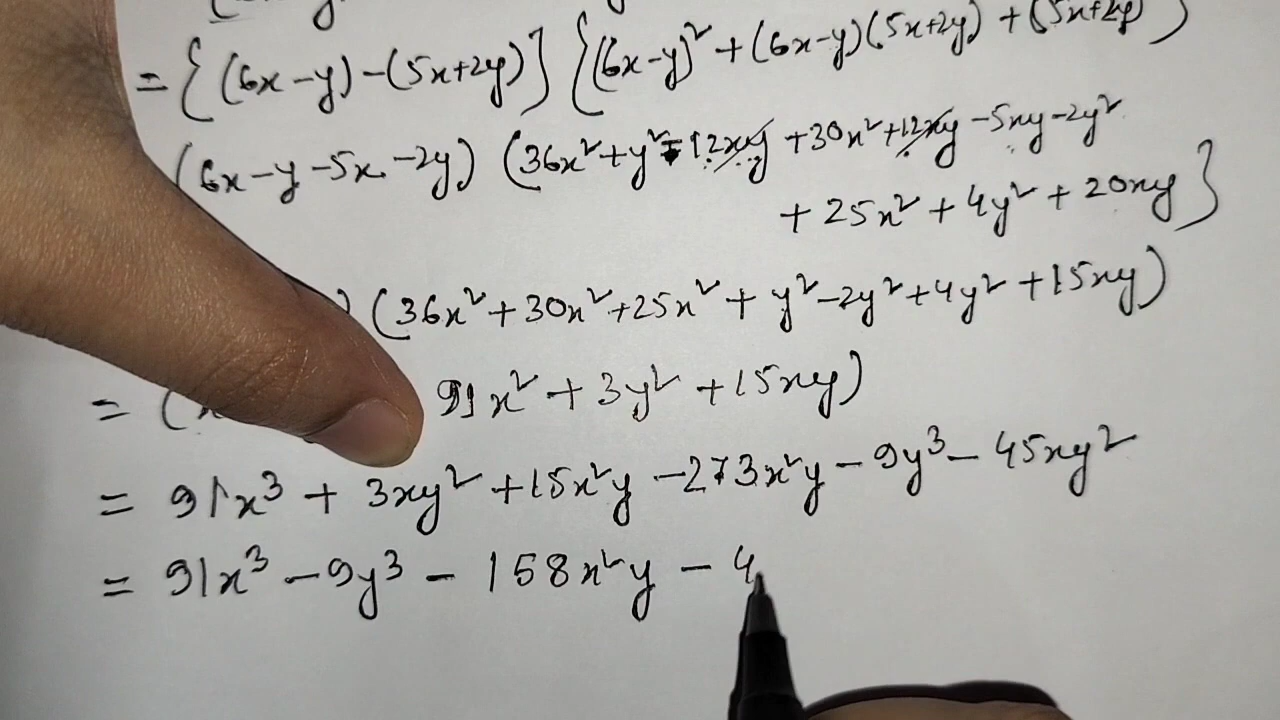 = {(6x-y)-(5x+2y)} {(6x-y)² + (6x-y)(5x+2y) + (5x+2y)
(6x-y-5x-2y) (36x²+y²-12xy +30x²+12xy-5xy-2y²
+ 25x² + 4y² + 20xy}
) (36x²+30x²+25x² + y²-2y²+4y² +15xy)
= (x 91x² + 3y² +15xy)
= 91x³ + 3xy² +15x²y -273x²y - 9y³ - 45xy²
= 91x³ - 9y³ - 158x²y - 4